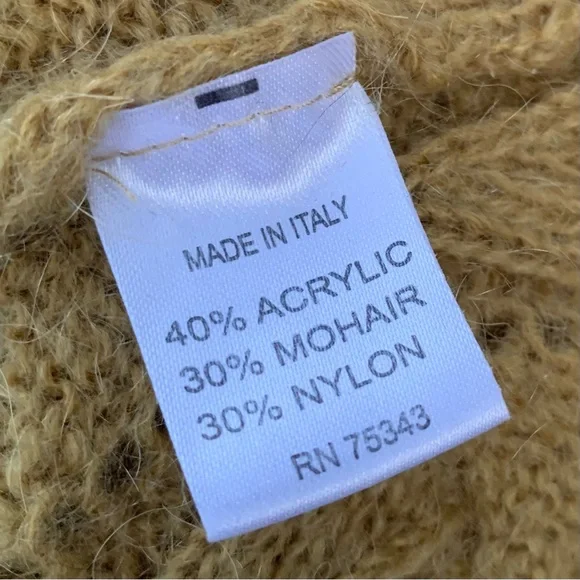 MADE IN ITALY
40% ACRYLIC
30% MOHAIR
30% NYLON
RN 75343